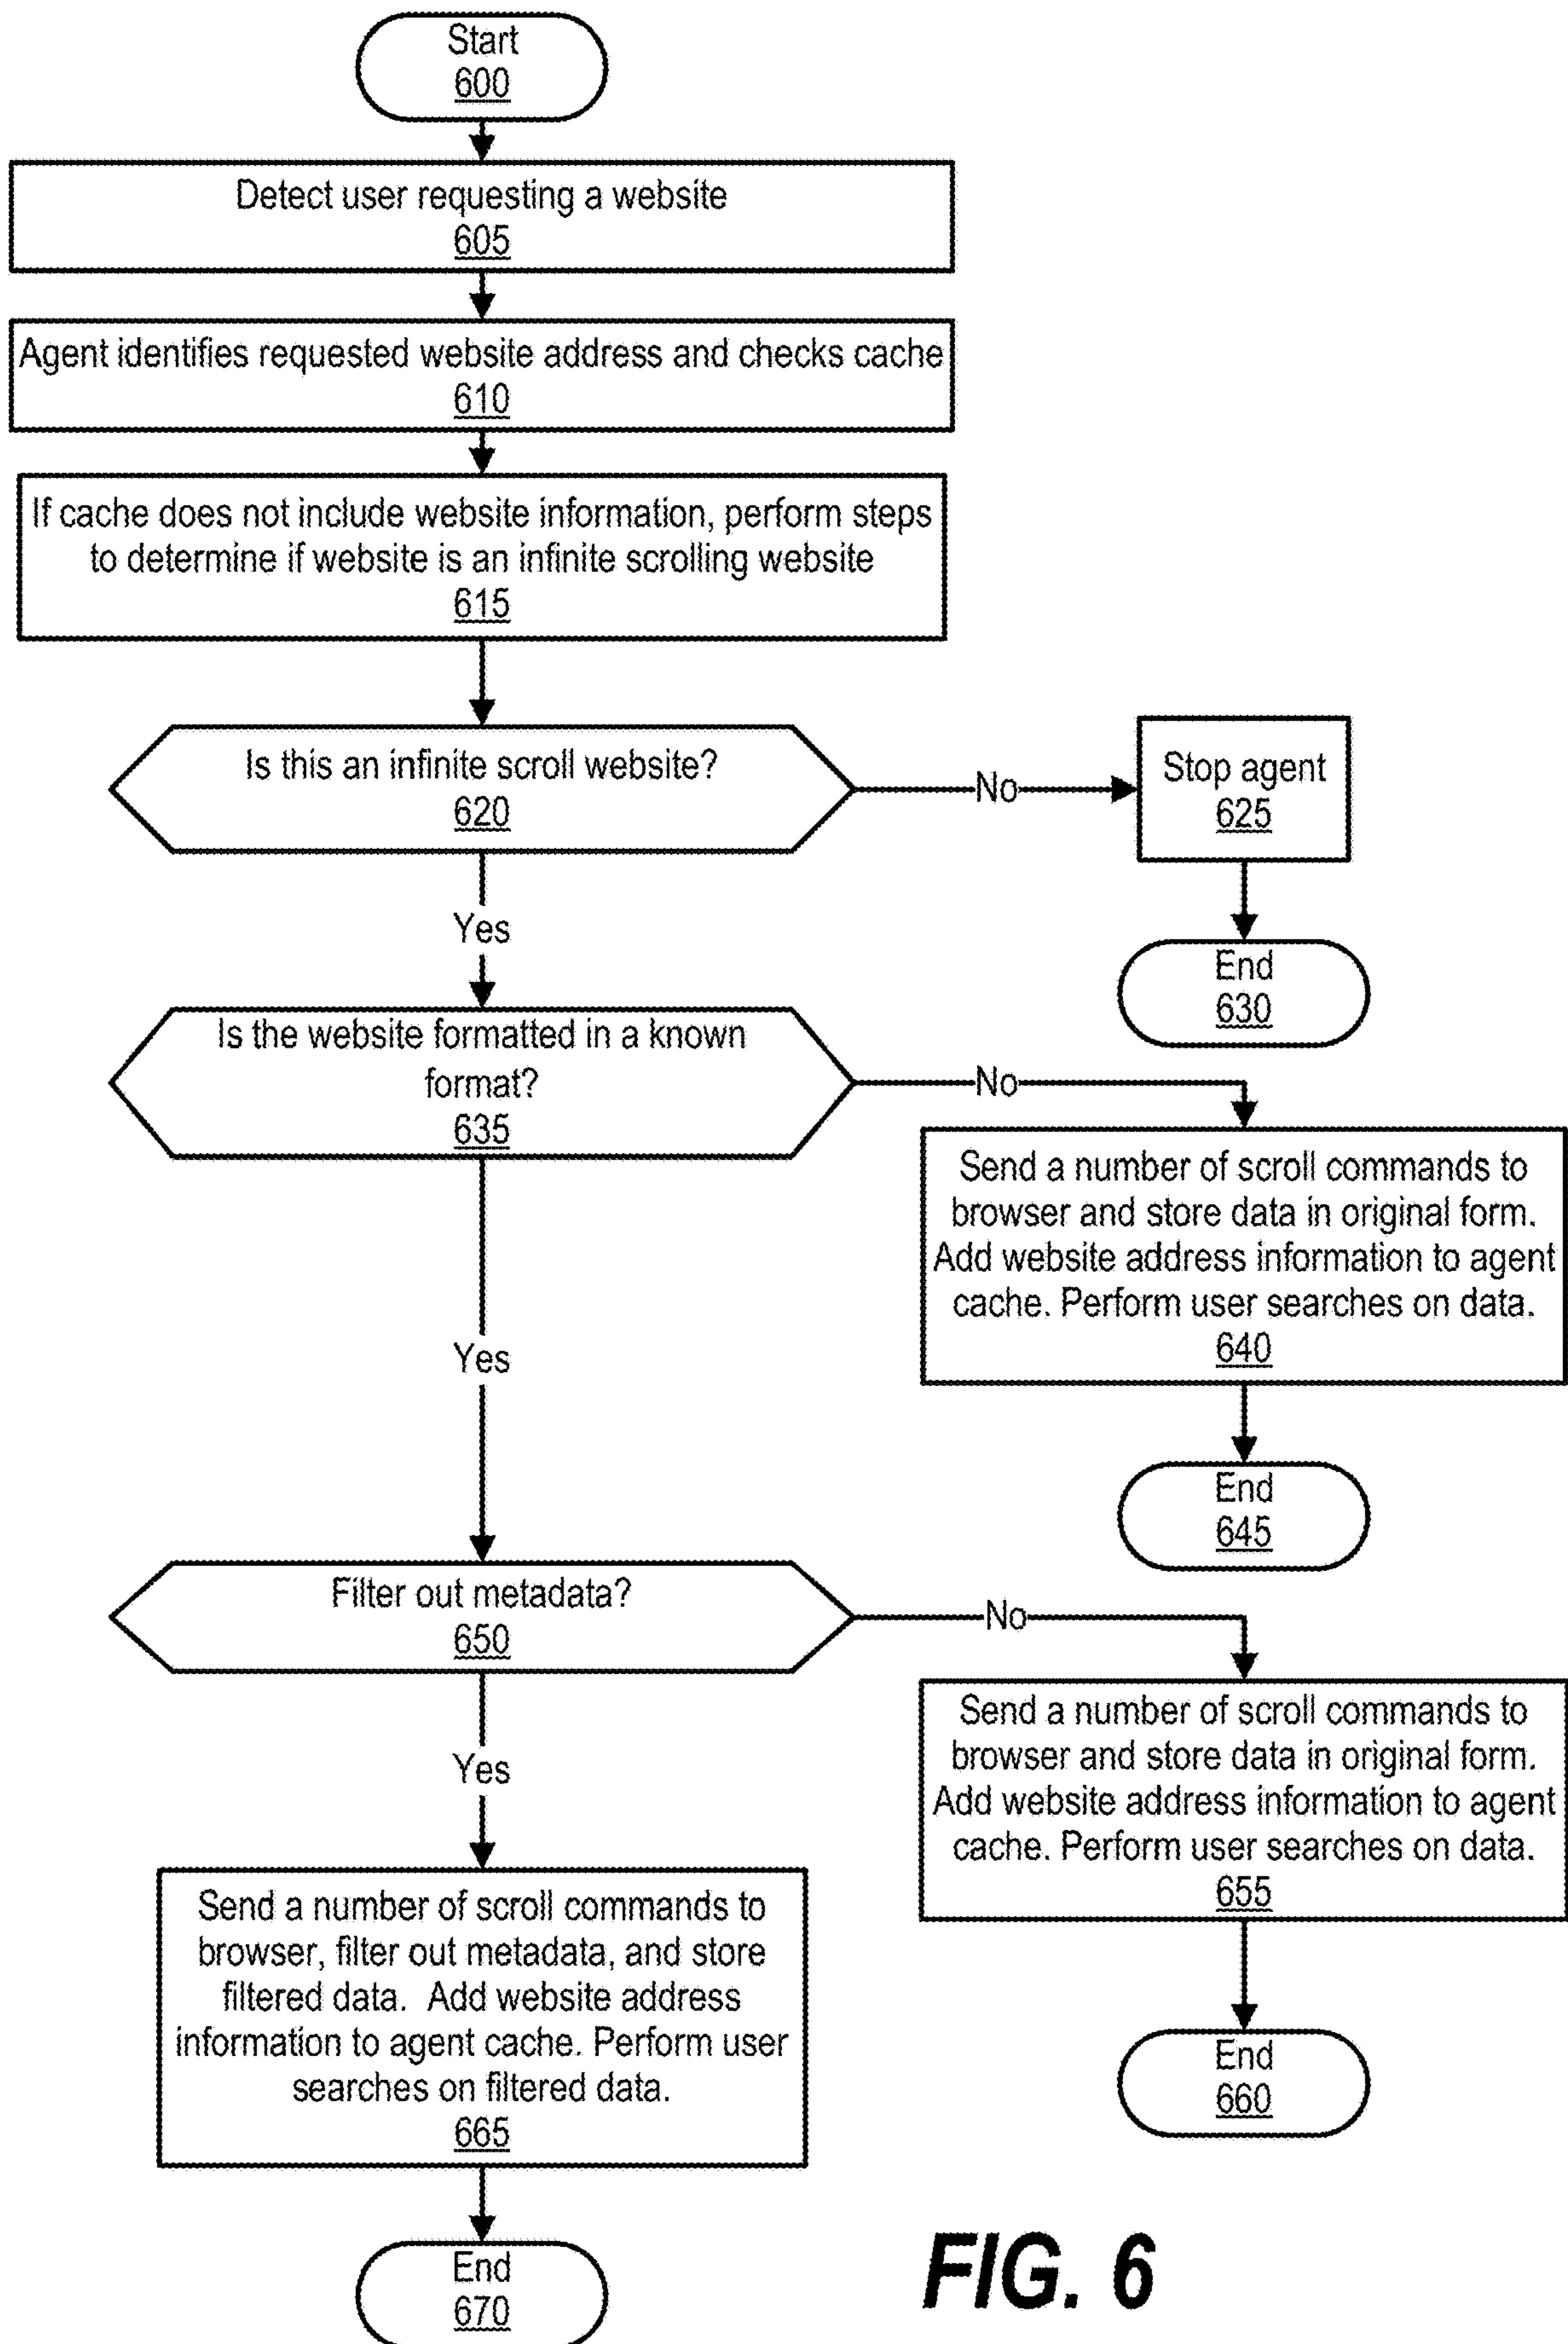 Start
600
Detect user requesting a website
605
Agent identifies requested website address and checks cache
610
If cache does not include website information, perform steps
to determine if website is an infinite scrolling website
615
Is this an infinite scroll website?
620
No
Stop agent
625
End
630
Yes
Is the website formatted in a known
format?
635
No
Send a number of scroll commands to
browser and store data in original form.
Add website address information to agent
cache. Perform user searches on data.
640
End
645
Yes
Filter out metadata?
650
No
Send a number of scroll commands to
browser and store data in original form.
Add website address information to agent
cache. Perform user searches on data.
655
End
660
Yes
Send a number of scroll commands to
browser, filter out metadata, and store
filtered data.  Add website address
information to agent cache. Perform user
searches on filtered data.
665
End
670
FIG. 6